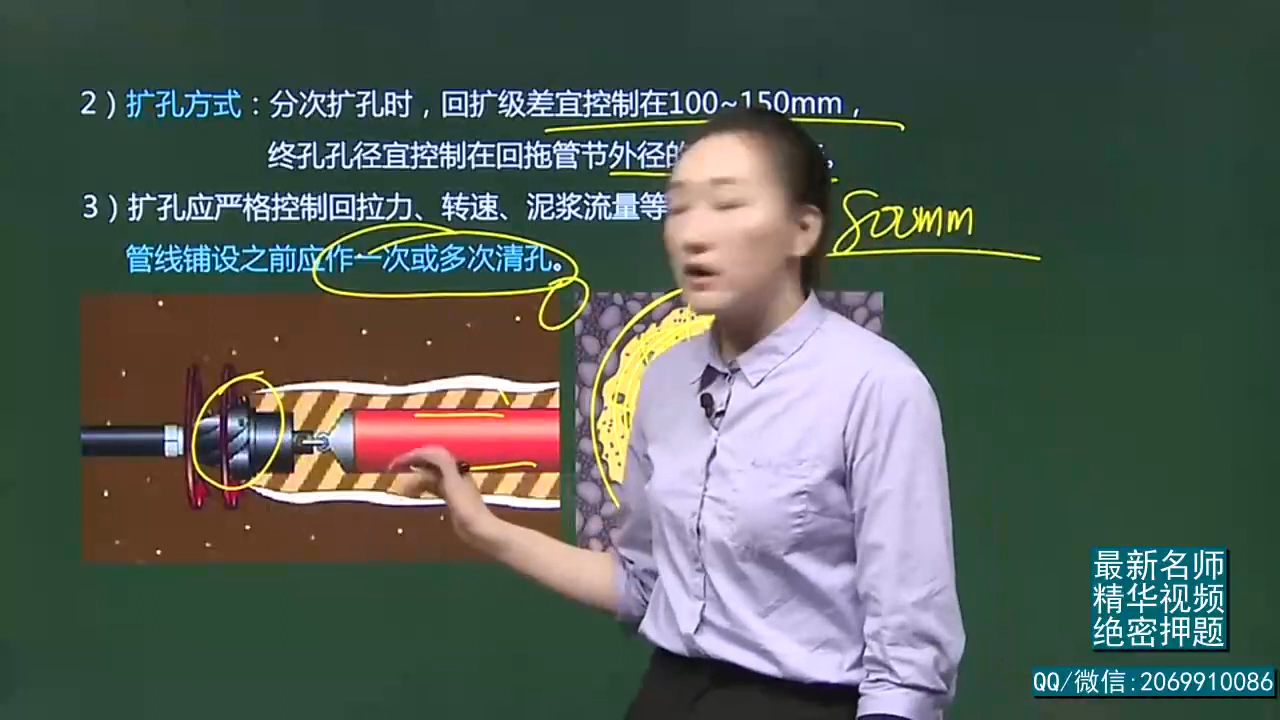 2）扩孔方式：分次扩孔时，回扩级差宜控制在100~150mm，
终孔孔径宜控制在回拖管节外径的
3）扩孔应严格控制回拉力、转速、泥浆流量等
800mm
管线铺设之前应作一次或多次清孔。
最新名师
精华视频
绝密押题
QQ/微信:2069910086